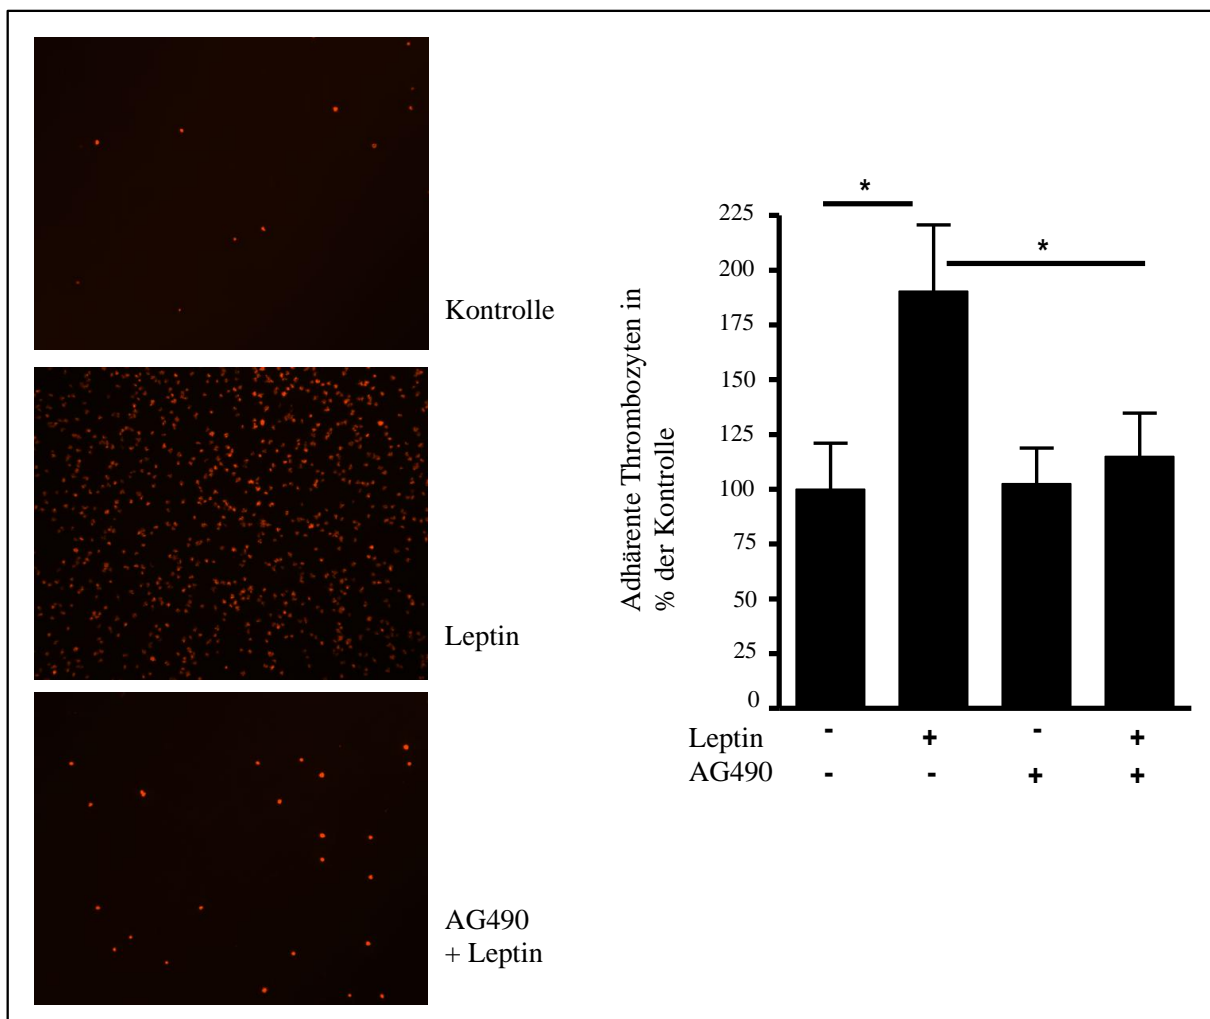 Kontrolle
Leptin
AG490
+ Leptin
Adhärente Thrombozyten in
% der Kontrolle
225
200
175
150
125
100
75
50
25
0
*
*
Leptin - + - +
AG490 - - + +